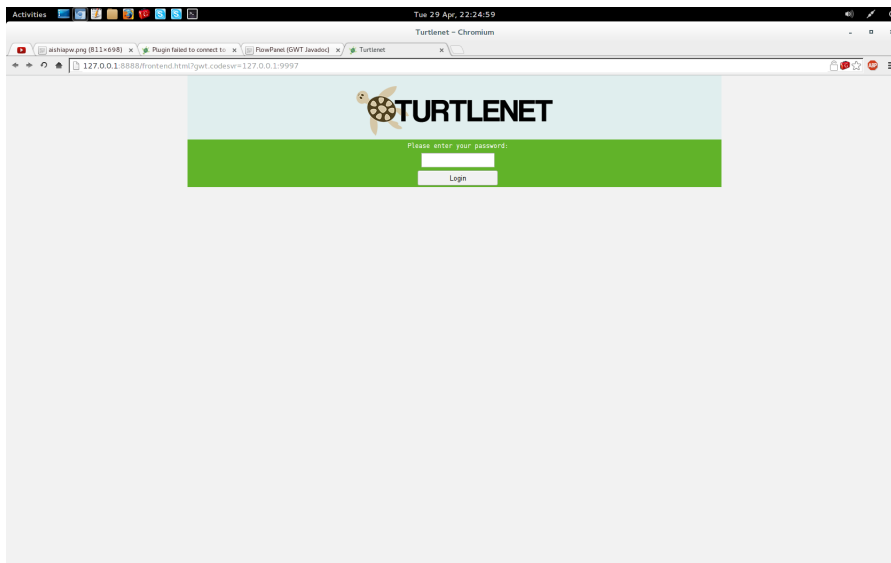 Activities
Tue 29 Apr, 22:24:59
Turtlenet - Chromium
aishiapw.png (811×698)
Plugin failed to connect to
FlowPanel (GWT Javadoc)
Turtlenet
127.0.0.1:8888/frontend.html?gwt.codesvr=127.0.0.1:9997
ABP
TURTLENET
Please enter your password:
Login